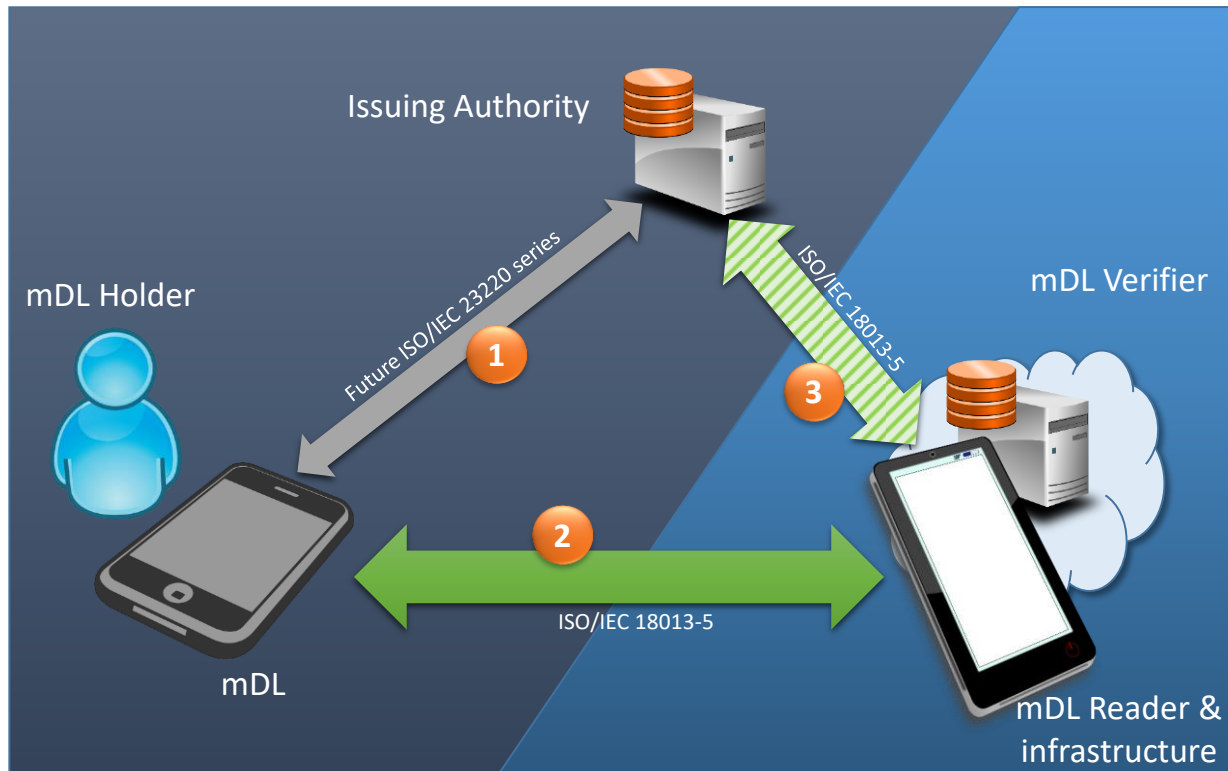 Issuing Authority
mDL Holder
Future ISO/IEC 23220 series
1
ISO/IEC 18013-5
3
mDL Verifier
2
ISO/IEC 18013-5
mDL
mDL Reader &
infrastructure